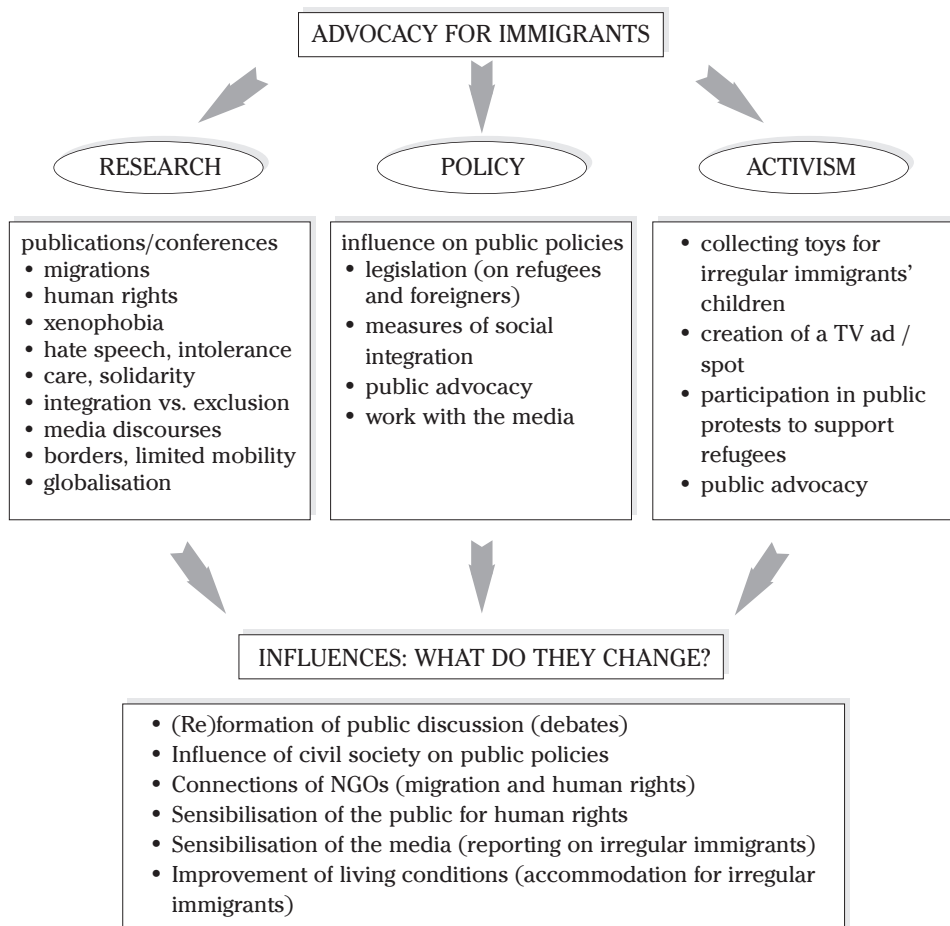 ADVOCACY FOR IMMIGRANTS
RESEARCH
POLICY
ACTIVISM
publications/conferences
• migrations
• human rights
• xenophobia
• hate speech, intolerance
• care, solidarity
• integration vs. exclusion
• media discourses
• borders, limited mobility
• globalisation
influence on public policies
• legislation (on refugees
and foreigners)
• measures of social
integration
• public advocacy
• work with the media
• collecting toys for
irregular immigrants’
children
• creation of a TV ad /
spot
• participation in public
protests to support
refugees
• public advocacy
INFLUENCES: WHAT DO THEY CHANGE?
• (Re)formation of public discussion (debates)
• Influence of civil society on public policies
• Connections of NGOs (migration and human rights)
• Sensibilisation of the public for human rights
• Sensibilisation of the media (reporting on irregular immigrants)
• Improvement of living conditions (accommodation for irregular
immigrants)